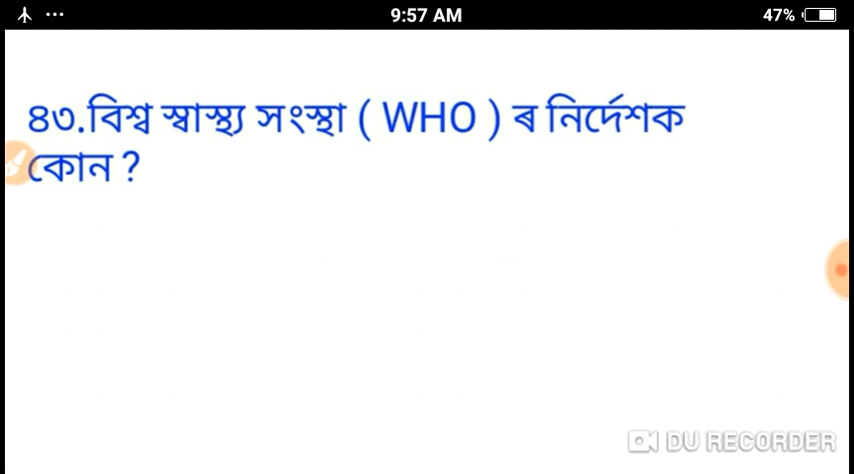 9:57 AM
47%
৪৩.বিশ্ব স্বাস্থ্য সংস্থা ( WHO ) ৰ নিৰ্দেশক
কোন ?
DU RECORDER